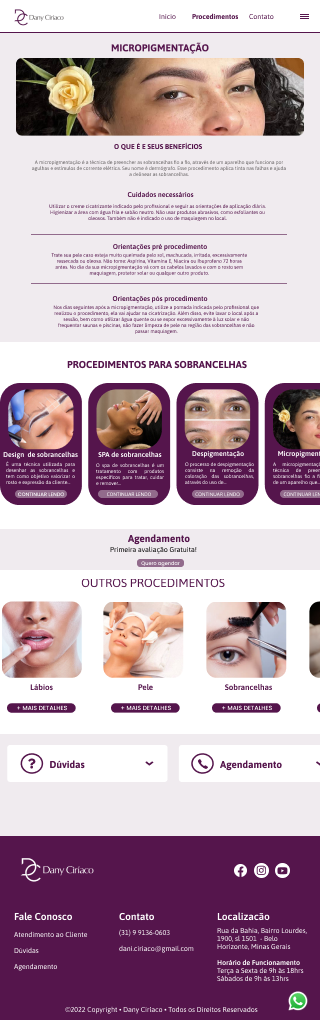 Dany Ciríaco
Início Procedimentos Contato
MICROPIGMENTAÇÃO
O QUE É E SEUS BENEFÍCIOS
A micropigmentação é a técnica de preencher as sobrancelhas fio a fio, através de um aparelho que funciona por
agulhas e estímulos de corrente elétrico. Seu nome é dermógrafo. Esse procedimento aplica tinta nas falhas e ajuda
a delinear as sobrancelhas.
Cuidados necessários
Utilizar o creme cicatrizante indicado pelo profissional e seguir as orientações de aplicação diária.
Higienizar a área com água fria e sabão neutro. Não usar produtos abrasivos, como esfoliantes ou
oleosos. Também não é indicado o uso de maquiagem no local.
Orientações pré procedimento
Trate sua pele caso esteja muito queimada pelo sol, machucada, irritada, excessivamente
ressecada ou oleosa. Não tome: Aspirina, Vitamina E, Niacina ou Ibuprofeno 72 horas
antes. No dia da sua micropigmentação vá com os cabelos lavados e com o rosto sem
maquiagem, protetor solar ou qualquer outro produto.
Orientações pós procedimento
Nos dias seguintes após a micropigmentação, utilize a pomada indicada pelo profissional que
realizou o procedimento, ela vai ajudar na cicatrização. Além disso, evite lavar o local após a
sessão, bem como utilizar água quente ou se expor excessivamente à luz solar e não
frequentar saunas e piscinas, não fazer limpeza de pele na região das sobrancelhas e não
passar maquiagem
PROCEDIMENTOS PARA SOBRANCELHAS
Design de sobrancelhas
É uma técnica utilizada para
desenhar as sobrancelhas e
tem como objetivo valorizar o
rosto e expressão da cliente...
CONTINUAR LENDO
SPA de sobrancelhas
O spa de sobrancelhas é um
tratamento com produtos
específicos para tratar, cuidar
e remover...
CONTINUAR LENDO
Despigmentação
O processo de despigmentação
consiste na remoção da
coloração das sobrancelhas,
através do uso de...
CONTINUAR LENDO
Micropigment
A micropigmentação
técnica de preen
sobrancelhas fio a fi
de um aparelho que...
CONTINUAR LEN
Agendamento
Primeira avaliação Gratuita!
Quero agendar
OUTROS PROCEDIMENTOS
Lábios
+ MAIS DETALHES
Pele
+ MAIS DETALHES
Sobrancelhas
+ MAIS DETALHES
Dúvidas
Agendamento
Dany Ciríaco
Fale Conosco
Atendimento ao Cliente
Dúvidas
Agendamento
Contato
(31) 9 9136-0603
dani.ciriaco@gmail.com
Localização
Rua da Bahia, Bairro Lourdes,
1900, sl 1501 - Belo
Horizonte, Minas Gerais
Horário de Funcionamento
Terça a Sexta de 9h às 18hrs
Sábados de 9h às 13hrs
©2022 Copyright • Dany Ciríaco • Todos os Direitos Reservados